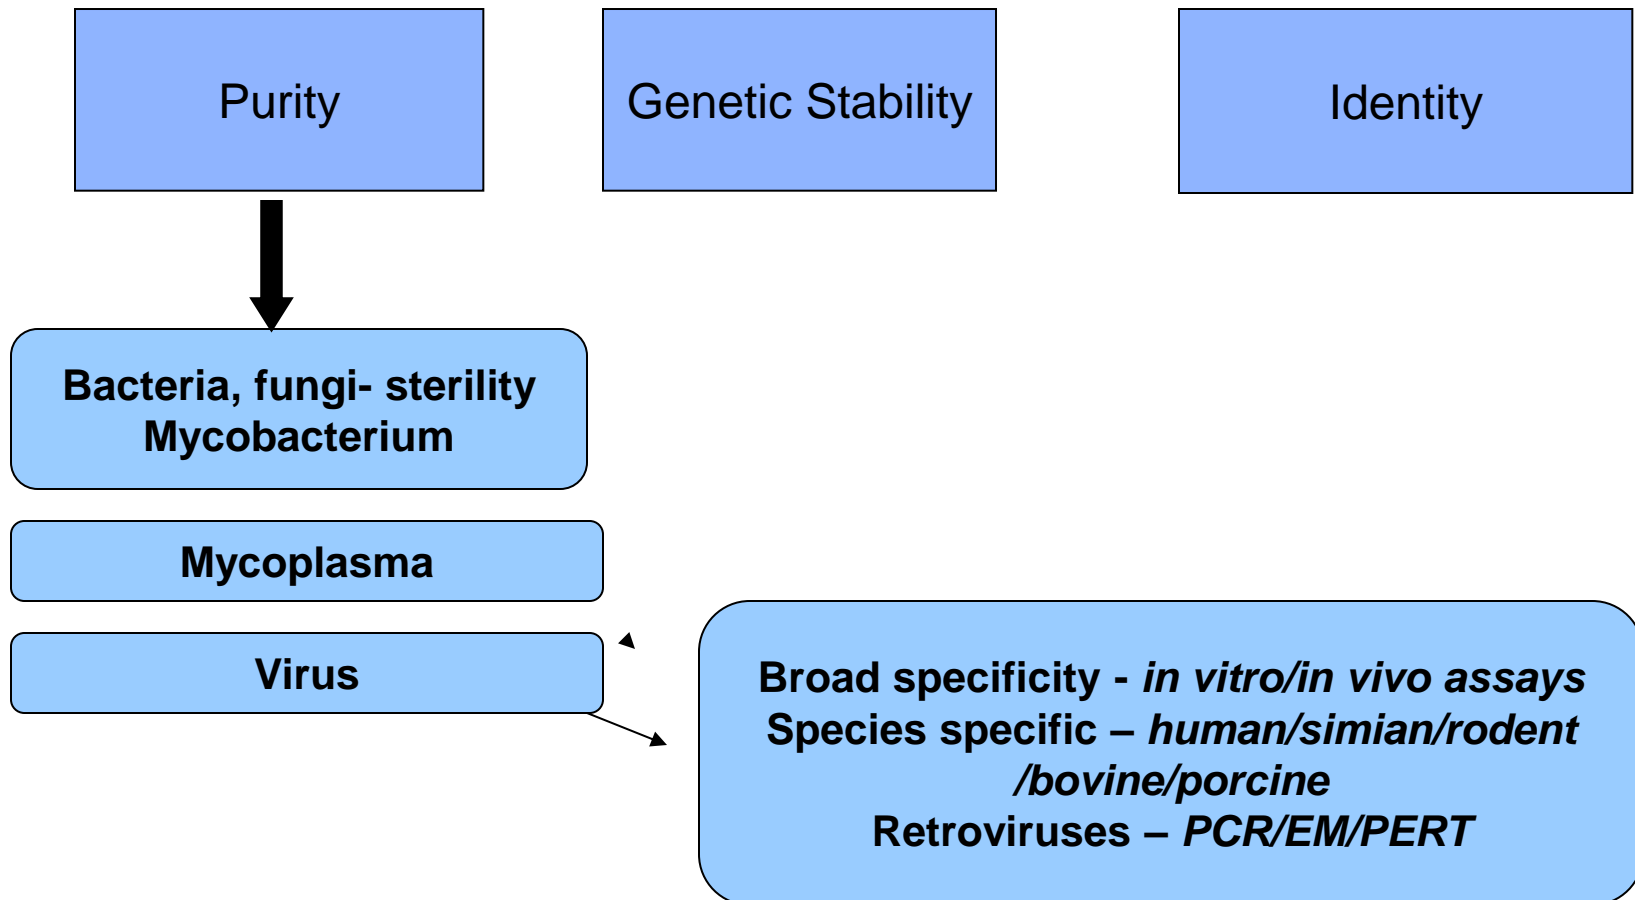 Purity
Genetic Stability
Identity
Bacteria, fungi- sterility
Mycobacterium
Mycoplasma
Virus
Broad specificity - in vitro/in vivo assays
Species specific – human/simian/rodent
/bovine/porcine
Retroviruses – PCR/EM/PERT